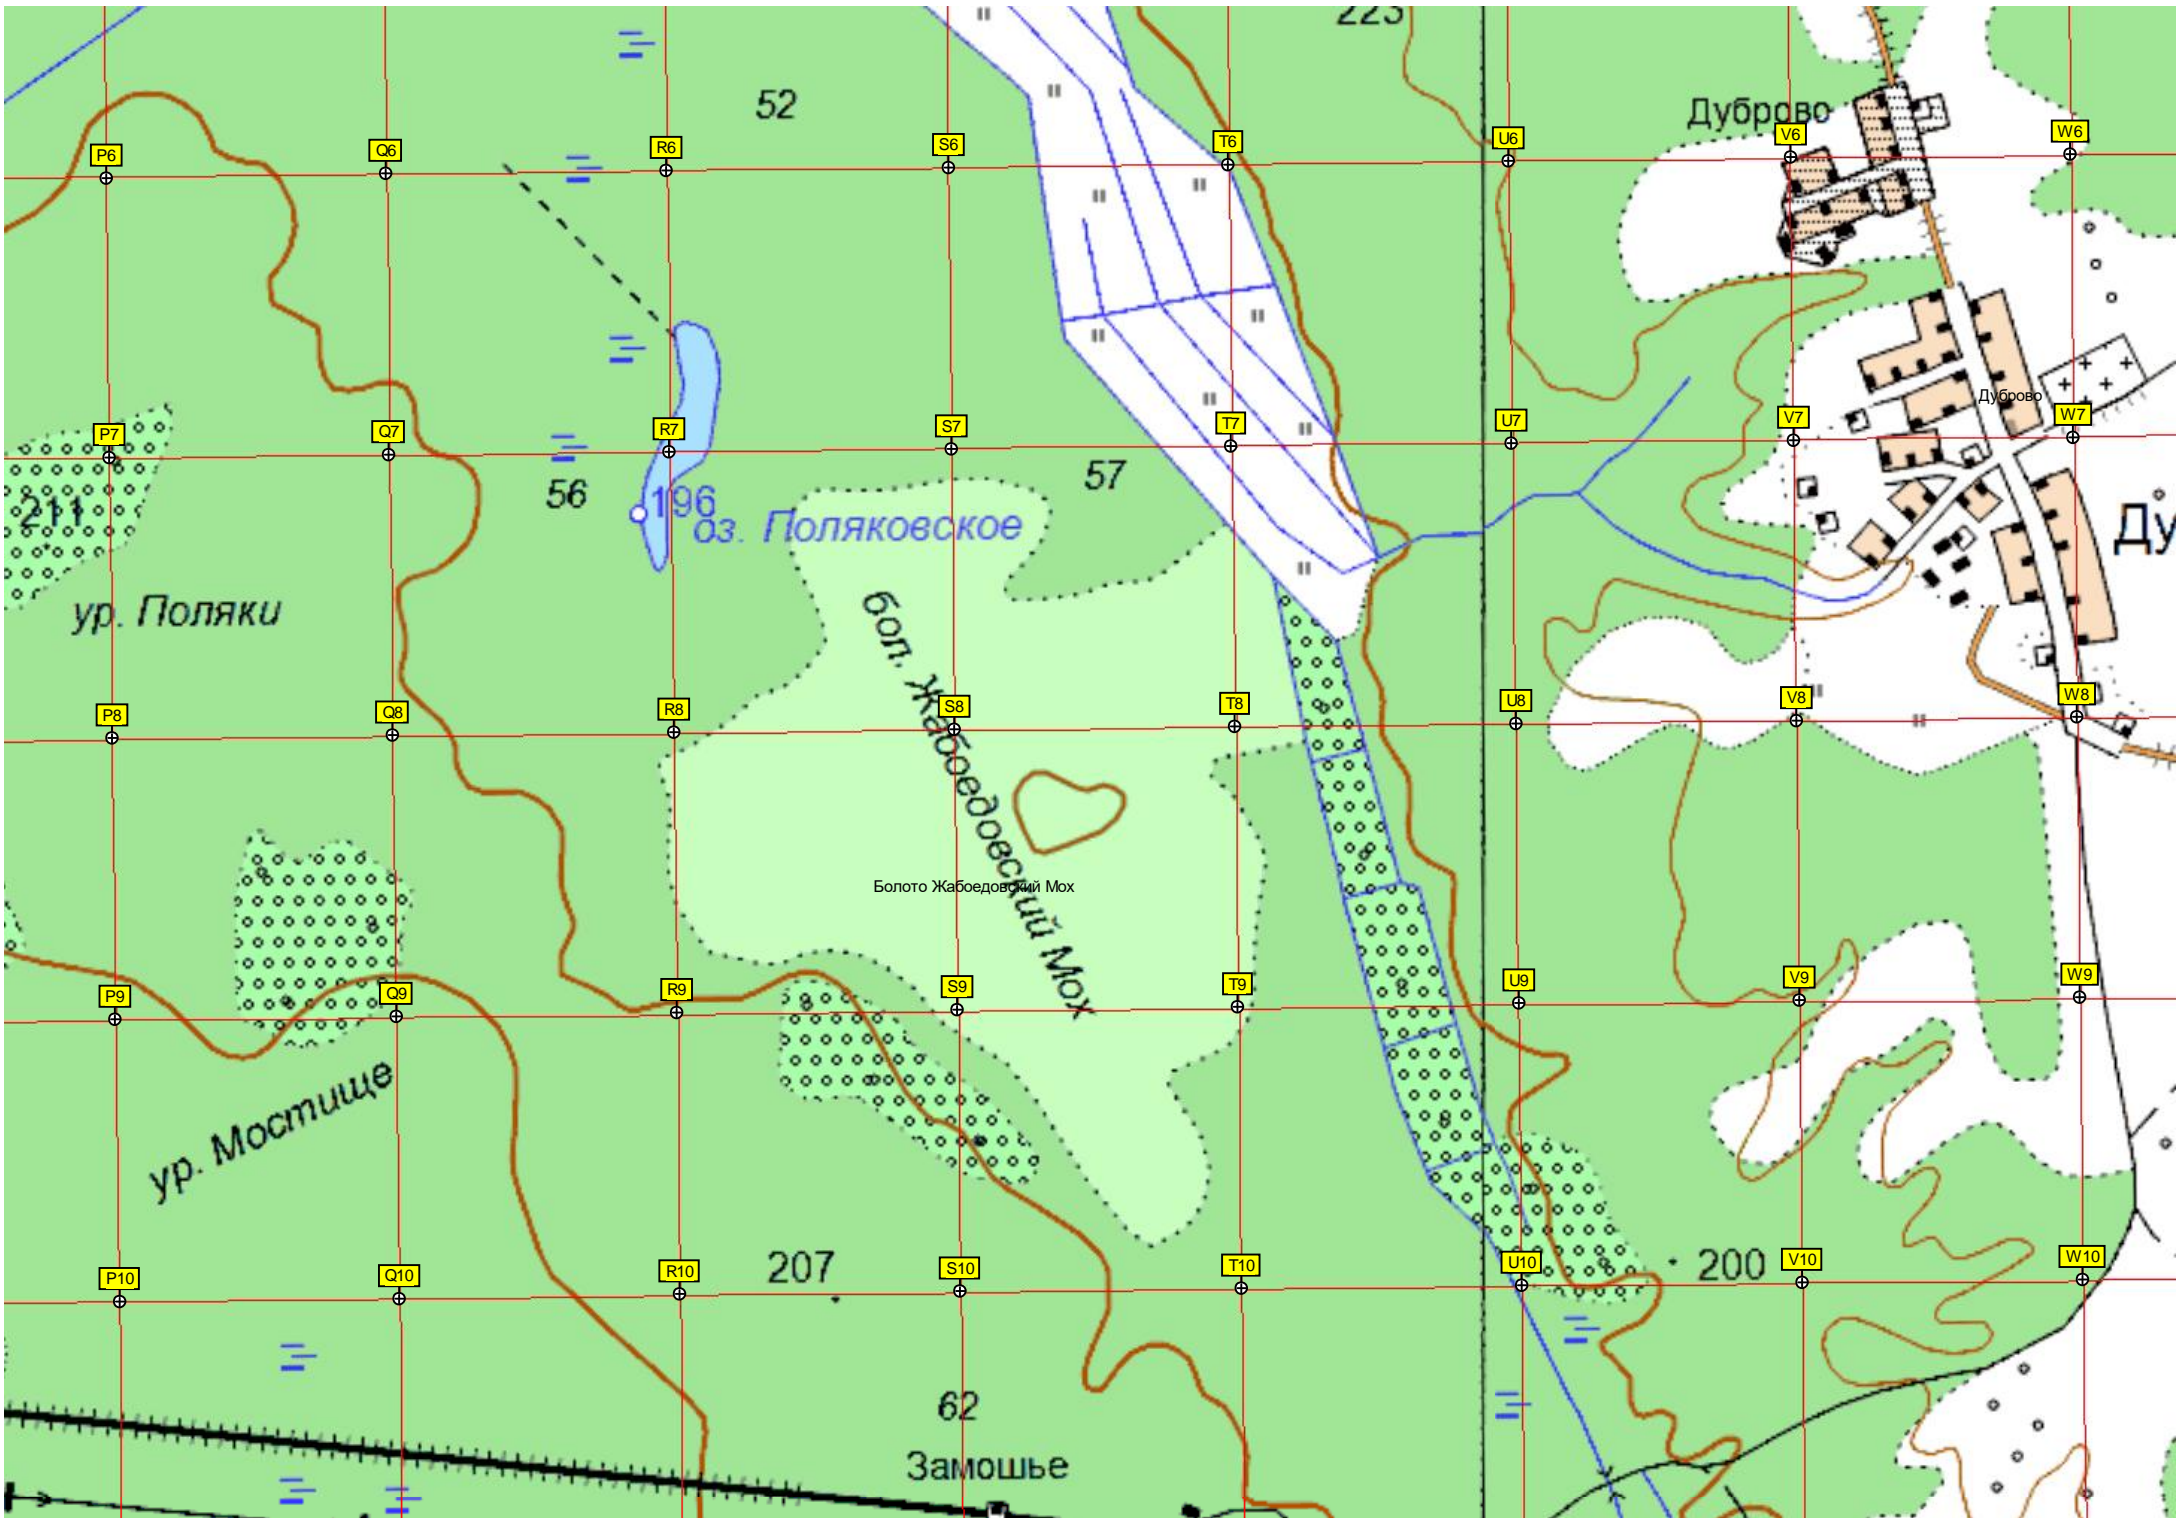 223
52
Дуброво
P6
Q6
R6
S6
T6
U6
V6
W6
Дуброво
P7
Q7
R7
S7
T7
U7
V7
W7
56
196
57
211
оз. Поляковское
Ду
ур. Поляки
бол. Жабоедовский Мох
P8
Q8
R8
S8
T8
U8
V8
W8
Болото Жабоедовский Мох
P9
Q9
R9
S9
T9
U9
V9
W9
ур. Мостище
207
200
P10
Q10
R10
S10
T10
U10
V10
W10
62
Замошье